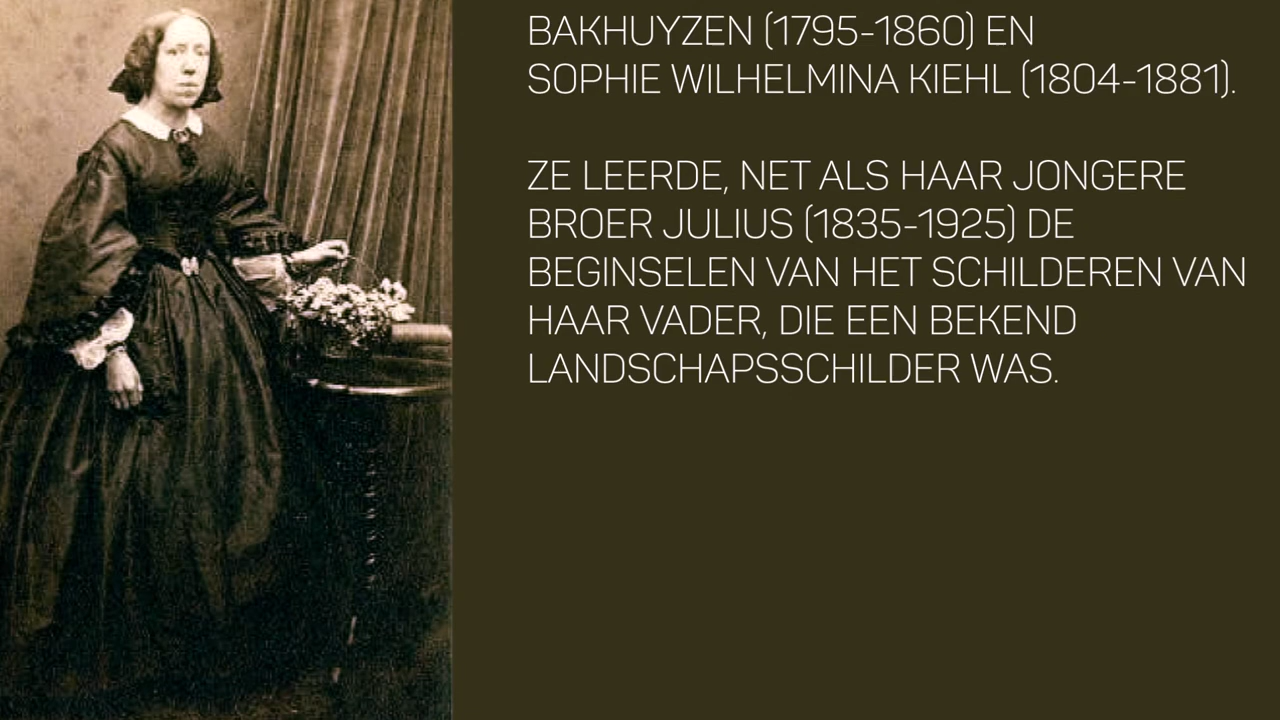 BAKHUYZEN (1795-1860) EN
SOPHIE WILHELMINA KIEHL (1804-1881).
ZE LEERDE, NET ALS HAAR JONGERE
BROER JULIUS (1835-1925) DE
BEGINSELEN VAN HET SCHILDEREN VAN
HAAR VADER, DIE EEN BEKEND
LANDSCHAPSSCHILDER WAS.